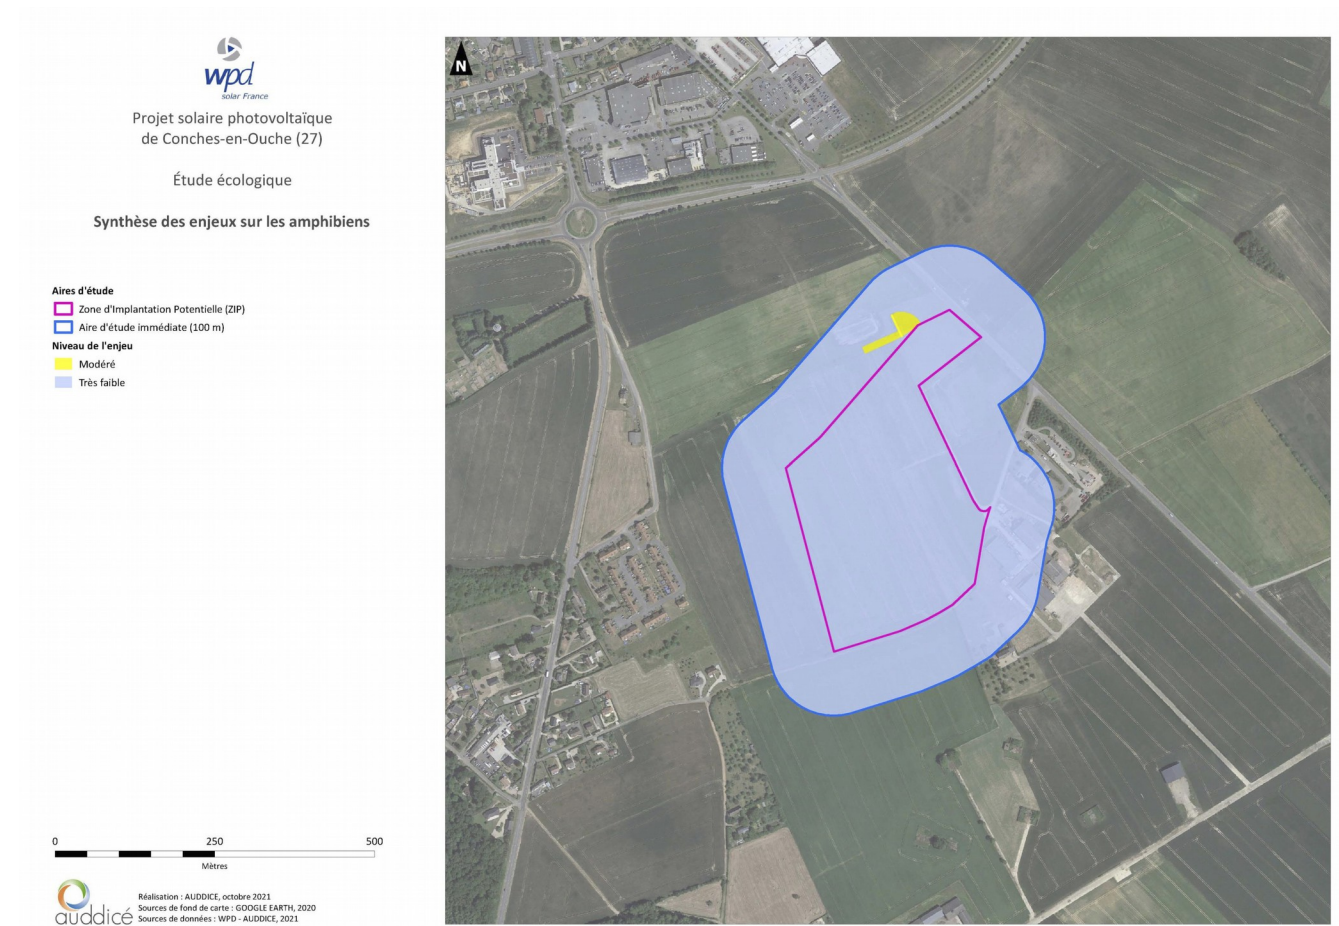 wpd
solar France
Projet solaire photovoltaïque
de Conches-en-Ouche (27)
Étude écologique
Synthèse des enjeux sur les amphibiens
Aires d'étude
Zone d'Implantation Potentielle (ZIP)
Aire d'étude immédiate (100 m)
Niveau de l'enjeu
Modéré
Très faible
0 250 500
Mètres
auddicé
Réalisation : AUDDICE, octobre 2021
Sources de fond de carte : GOOGLE EARTH, 2020
Sources de données : WPD - AUDDICE, 2021
N